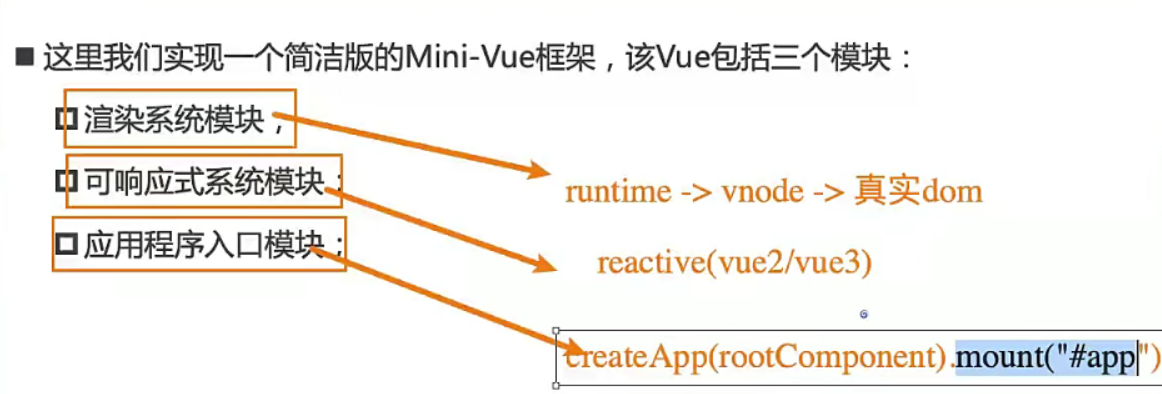 这里我们实现一个简洁版的Mini-Vue框架，该Vue包括三个模块：
渲染系统模块；
runtime -> vnode -> 真实dom
可响应式系统模块；
reactive(vue2/vue3)
应用程序入口模块；
createApp(rootComponent).mount("#app")